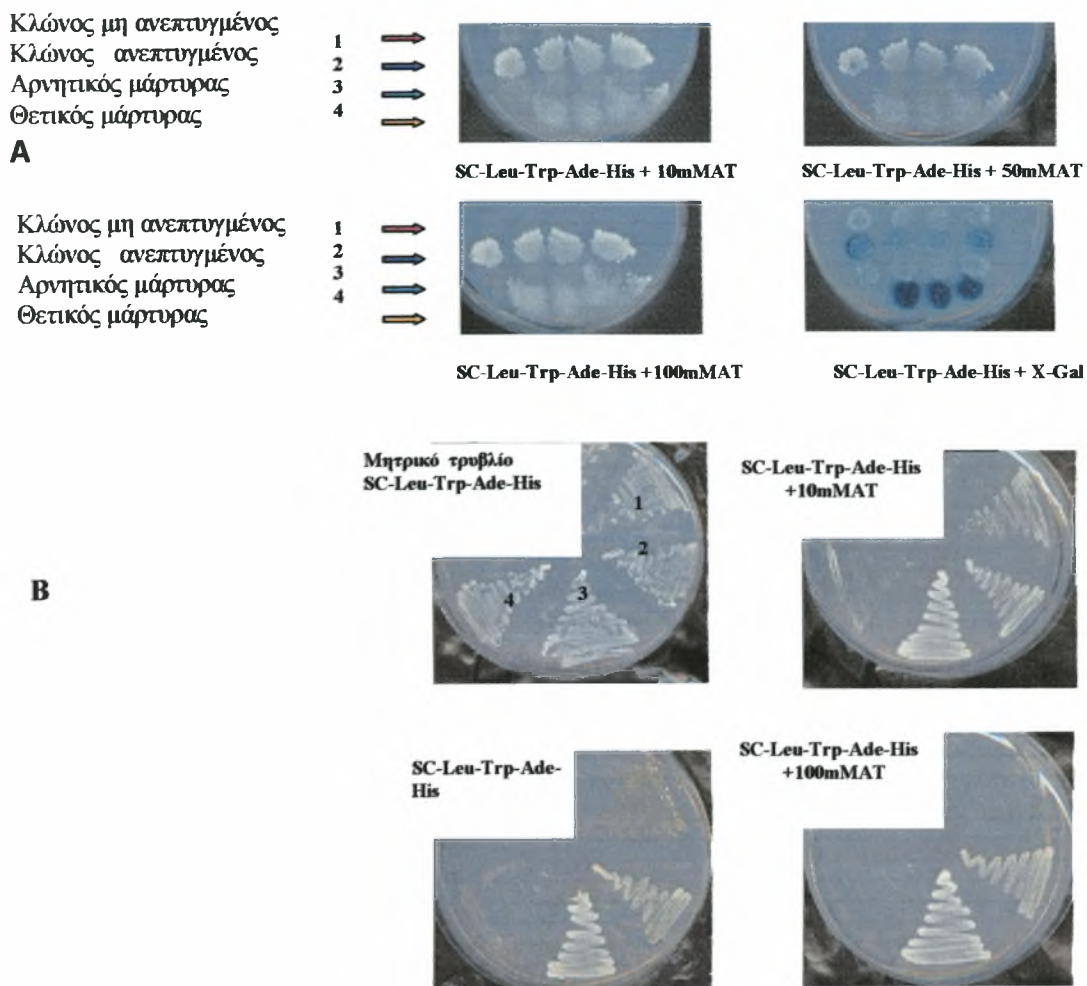 Κλώνος μη ανεπτυγμένος
Κλώνος ανεπτυγμένος
Αρνητικός μάρτυρας
Θετικός μάρτυρας
1
2
3
4
A
SC-Leu-Trp-Ade-His + 10mMAT
SC-Leu-Trp-Ade-His + 50mMAT
Κλώνος μη ανεπτυγμένος
Κλώνος ανεπτυγμένος
Αρνητικός μάρτυρας
Θετικός μάρτυρας
1
2
3
4
SC-Leu-Trp-Ade-His +100mMAT
SC-Leu-Trp-Ade-His + X-Gal
B
Μητρικό τρυβλίο
SC-Leu-Trp-Ade-His
1
2
3
4
SC-Leu-Trp-Ade-His
+10mMAT
SC-Leu-Trp-Ade-
His
SC-Leu-Trp-Ade-His
+100mMAT